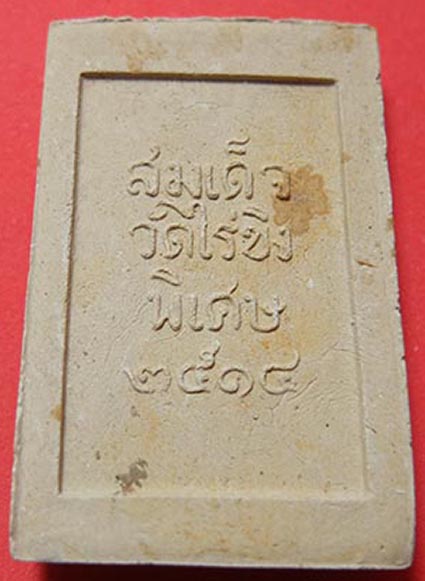 สมเด็จ
วัดไร่ขิง
พิเศษ
๒๕๑๔